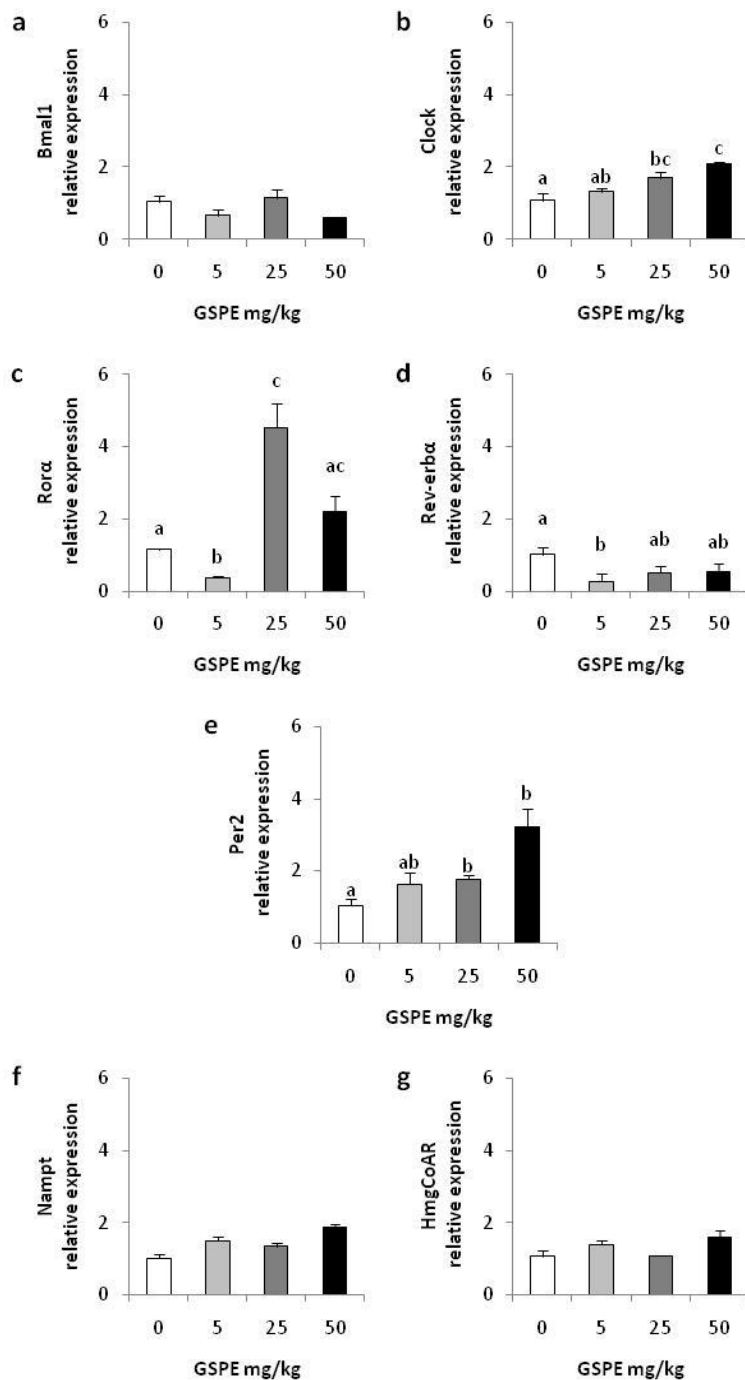 a
6
4
2
0
Bmal1
relative expression
0 5 25 50
GSPE mg/kg
b
6
4
2
0
Clock
relative expression
a ab bc c
0 5 25 50
GSPE mg/kg
c
6
4
2
0
Rorα
relative expression
a b c ac
0 5 25 50
GSPE mg/kg
d
6
4
2
0
Rev-erbα
relative expression
a b ab ab
0 5 25 50
GSPE mg/kg
e
6
4
2
0
Per2
relative expression
a ab b b
0 5 25 50
GSPE mg/kg
f
6
4
2
0
Nampt
relative expression
0 5 25 50
GSPE mg/kg
g
6
4
2
0
HmgCoAR
relative expression
0 5 25 50
GSPE mg/kg